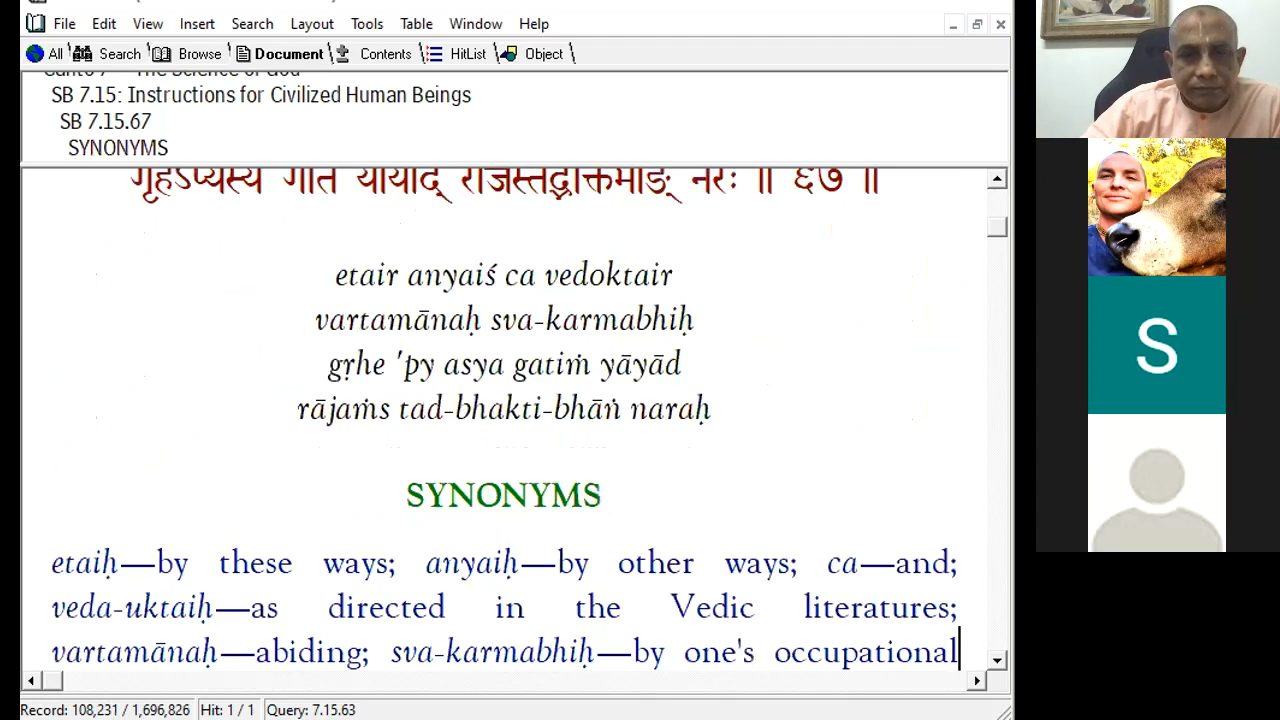 File Edit View Insert Search Layout Tools Table Window Help
All Search Browse Document Contents HitList Object
SB 7.15: Instructions for Civilized Human Beings
SB 7.15.67
SYNONYMS
नरः ॥ ६७ ॥
etair anyaiś ca vedoktair
vartamānaḥ sva-karmabhiḥ
gṛhe 'py asya gatiṁ yāyād
rājaṁs tad-bhakti-bhāṅ naraḥ
SYNONYMS
etaiḥ—by these ways; anyaiḥ—by other ways; ca—and;
veda-uktaiḥ—as directed in the Vedic literatures;
vartamānaḥ—abiding; sva-karmabhiḥ—by one's occupational
Record: 108,231 / 1,696,826 Hit: 1 / 1 Query: 7.15.63
S